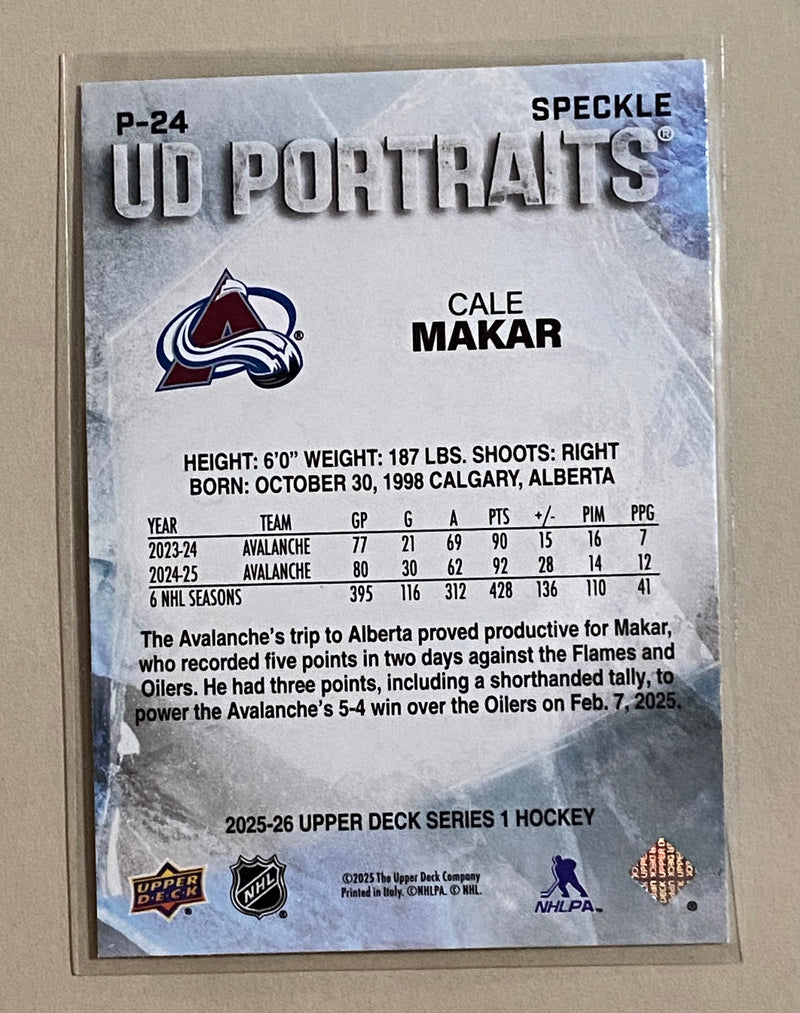 P-24 SPECKLE
UD PORTRAITS®
CALE
MAKAR
HEIGHT: 6'0" WEIGHT: 187 LBS. SHOOTS: RIGHT
BORN: OCTOBER 30, 1998 CALGARY, ALBERTA
YEAR TEAM GP G A PTS +/- PIM PPG
2023-24 AVALANCHE 77 21 69 90 15 16 7
2024-25 AVALANCHE 80 30 62 92 28 14 12
6 NHL SEASONS 395 116 312 428 136 110 41
The Avalanche's trip to Alberta proved productive for Makar,
who recorded five points in two days against the Flames and
Oilers. He had three points, including a shorthanded tally, to
power the Avalanche's 5-4 win over the Oilers on Feb. 7, 2025.
2025-26 UPPER DECK SERIES 1 HOCKEY
UPPER
DECK
NHL
©2025 The Upper Deck Company
Printed in Italy. ©NHLPA. © NHL.
NHLPA™